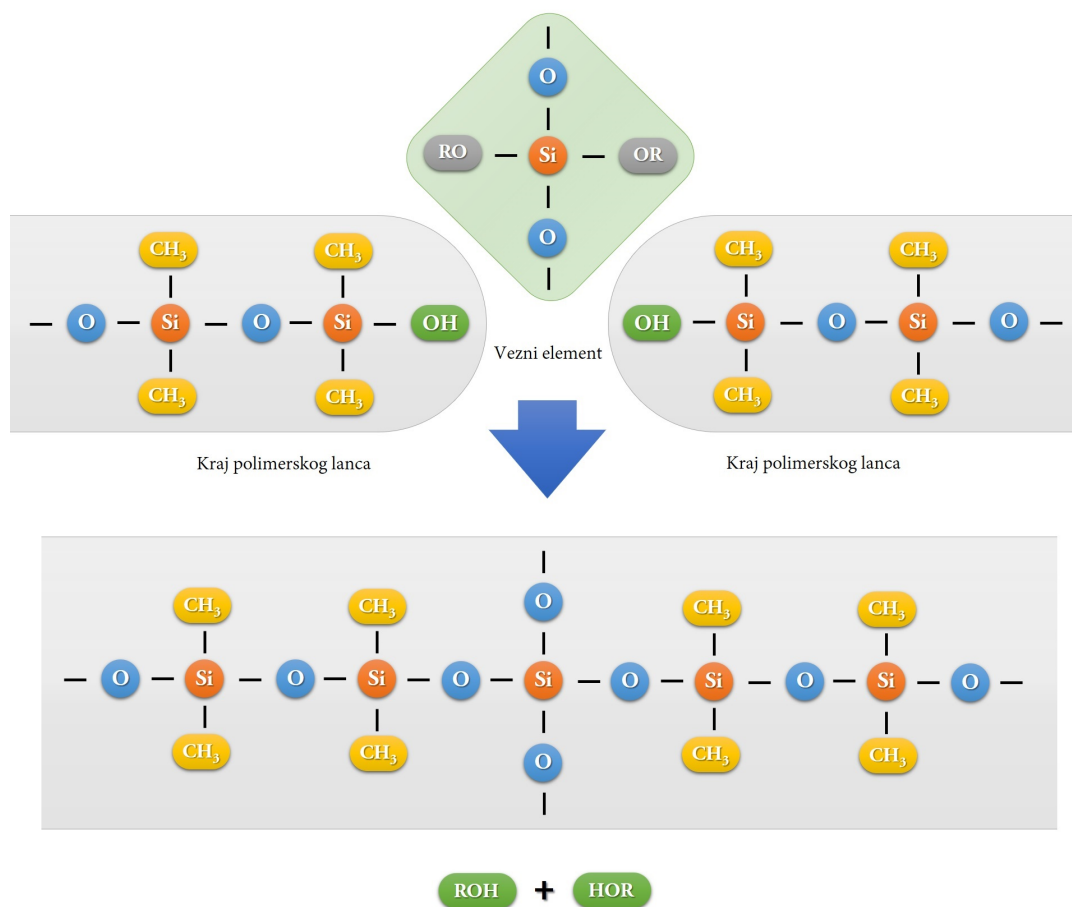 O
RO Si OR
O
CH₃ CH₃ CH₃ CH₃
O Si O Si OH OH Si O Si O
CH₃ CH₃ CH₃ CH₃
Vezni element
Kraj polimerskog lanca Kraj polimerskog lanca
O
CH₃ CH₃ CH₃ CH₃
O Si O Si O Si O Si O Si O
CH₃ CH₃ O CH₃ CH₃
ROH + HOR